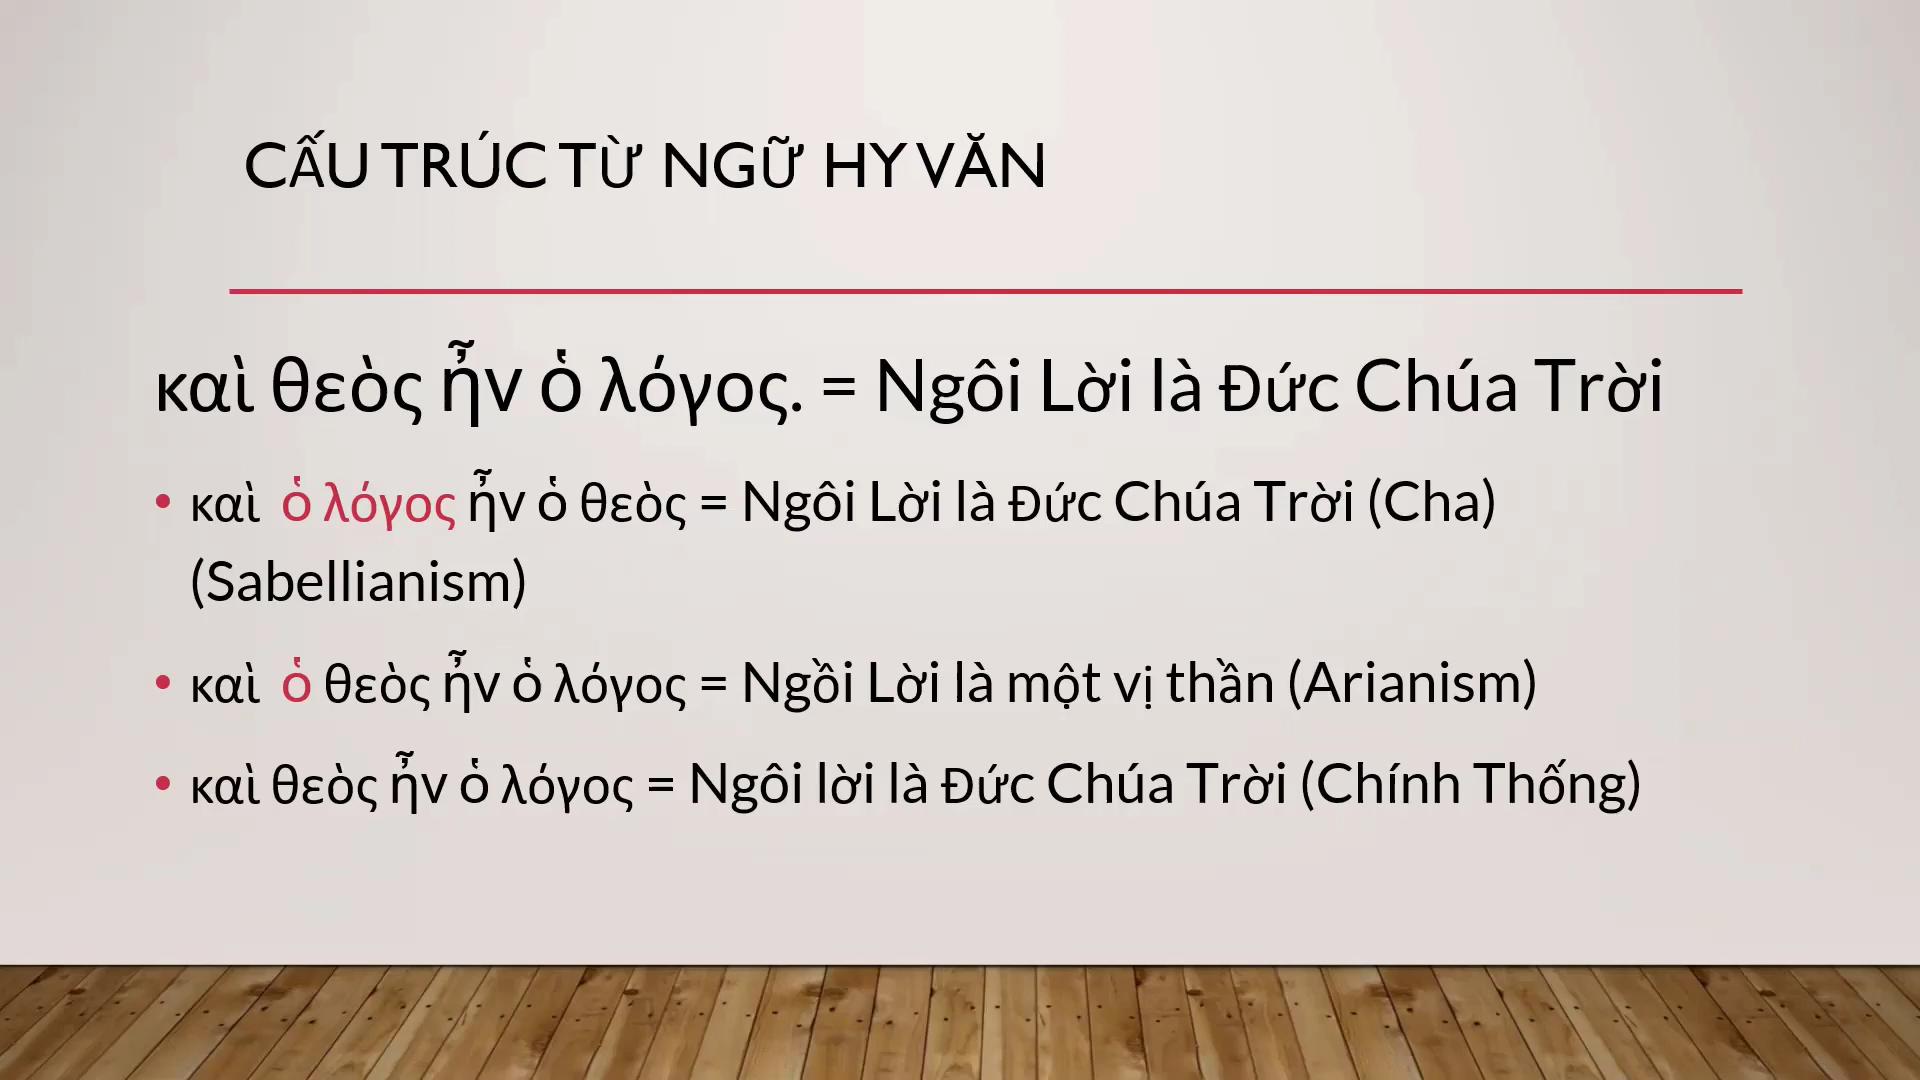 CẤU TRÚC TỪ NGỮ HY VĂN
καὶ θεὸς ἦν ὁ λόγος. = Ngôi Lời là Đức Chúa Trời
• καὶ ὁ λόγος ἦν ὁ θεὸς = Ngôi Lời là Đức Chúa Trời (Cha)
(Sabellianism)
• καὶ ὁ θεὸς ἦν ὁ λόγος = Ngồi Lời là một vị thần (Arianism)
• καὶ θεὸς ἦν ὁ λόγος = Ngôi lời là Đức Chúa Trời (Chính Thống)